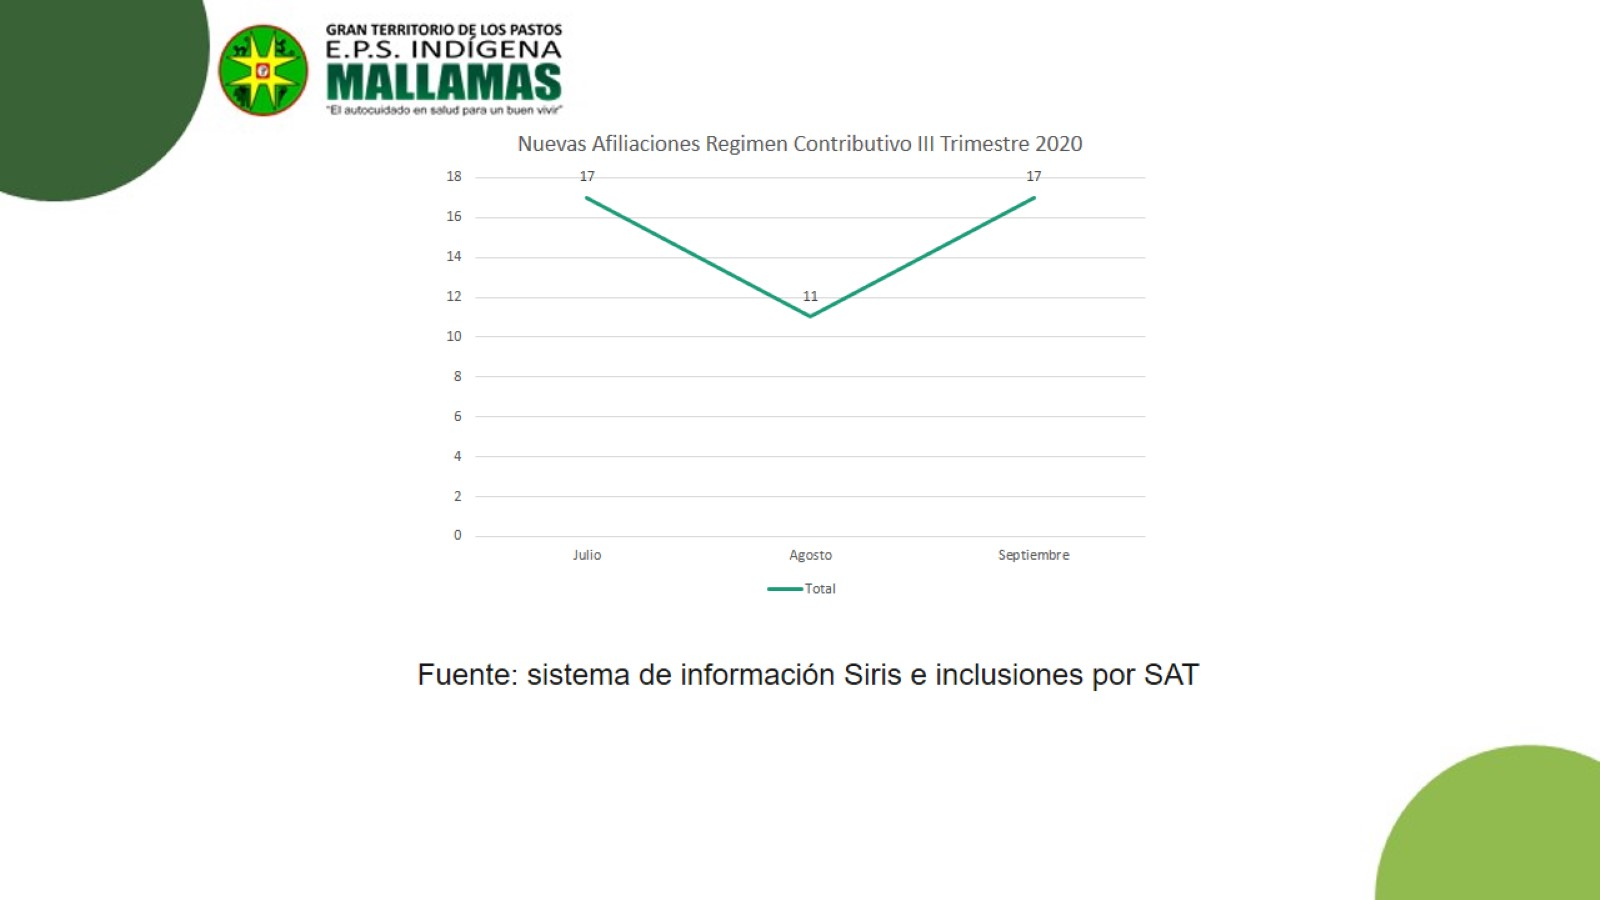 GRAN TERRITORIO DE LOS PASTOS
E.P.S. INDÍGENA
MALLAMAS
"El autocuidado en salud para un buen vivir"
Nuevas Afiliaciones Regimen Contributivo III Trimestre 2020
18
16
14
12
10
8
6
4
2
0
17
11
17
Julio
Agosto
Septiembre
Total
Fuente: sistema de información Siris e inclusiones por SAT